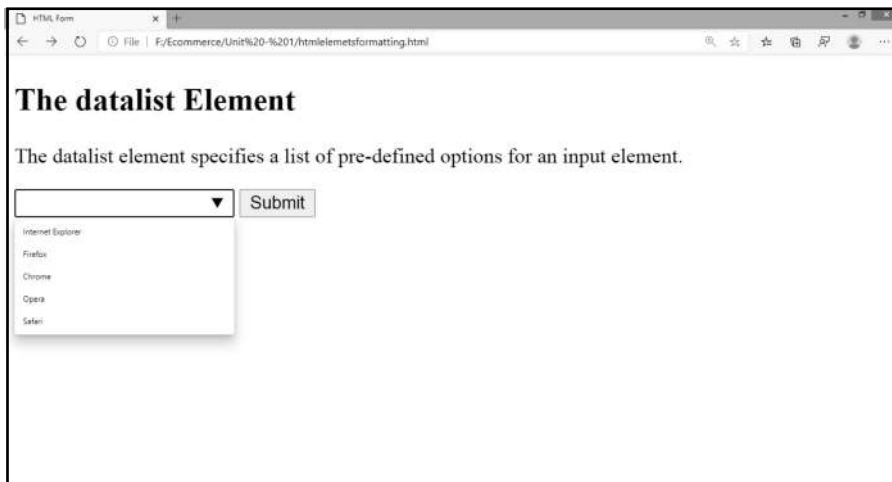 HTML Form
File | F:/Ecommerce/Unit%20-%201/htmlelemetsformatting.html
The datalist Element
The datalist element specifies a list of pre-defined options for an input element.
Submit
Internet Explorer
Firefox
Chrome
Opera
Safari